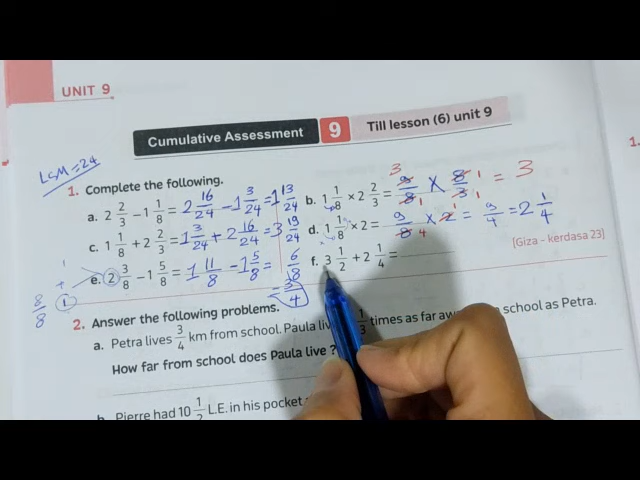 UNIT 9
Cumulative Assessment 9 Till lesson (6) unit 9
LCM = 24
1. Complete the following.
a. 2 2/3 − 1 1/8 = 2 16/24 − 1 3/24 = 1 13/24
b. 1 1/8 × 2 2/3 = 9/8 × 8/3 = 3
c. 1 1/8 + 2 2/3 = 1 3/24 + 2 16/24 = 3 19/24
d. 1 1/8 × 2 = 9/8 4 × 2 1 = 9/4 = 2 1/4
[Giza - kerdasa 23]
e. 2 3/8 − 1 5/8 = 1 11/8 − 1 5/8 = 6/8
= 3/4
f. 3 1/2 + 2 1/4 =
8/8 1
2. Answer the following problems.
a. Petra lives 3/4 km from school. Paula times as far away from school as Petra.
How far from school does Paula live ?
Pierre had 10 1/2 L.E. in his pocket
1.